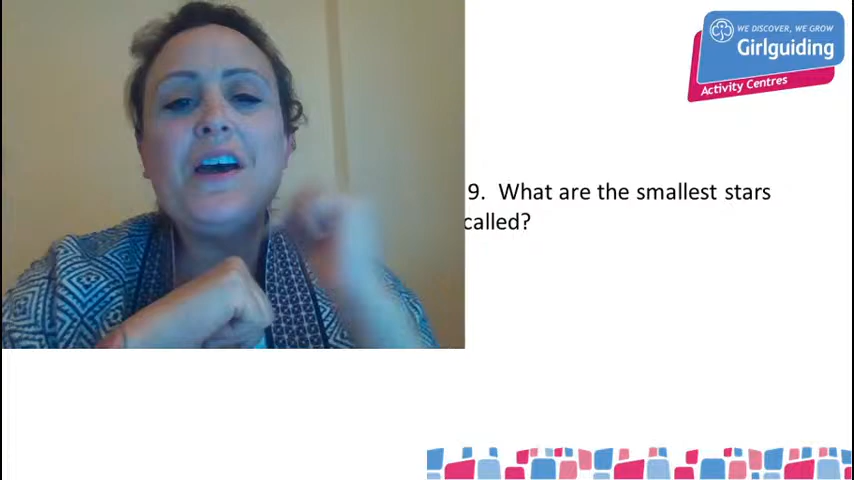 WE DISCOVER, WE GROW
Girlguiding
Activity Centres
9. What are the smallest stars
called?